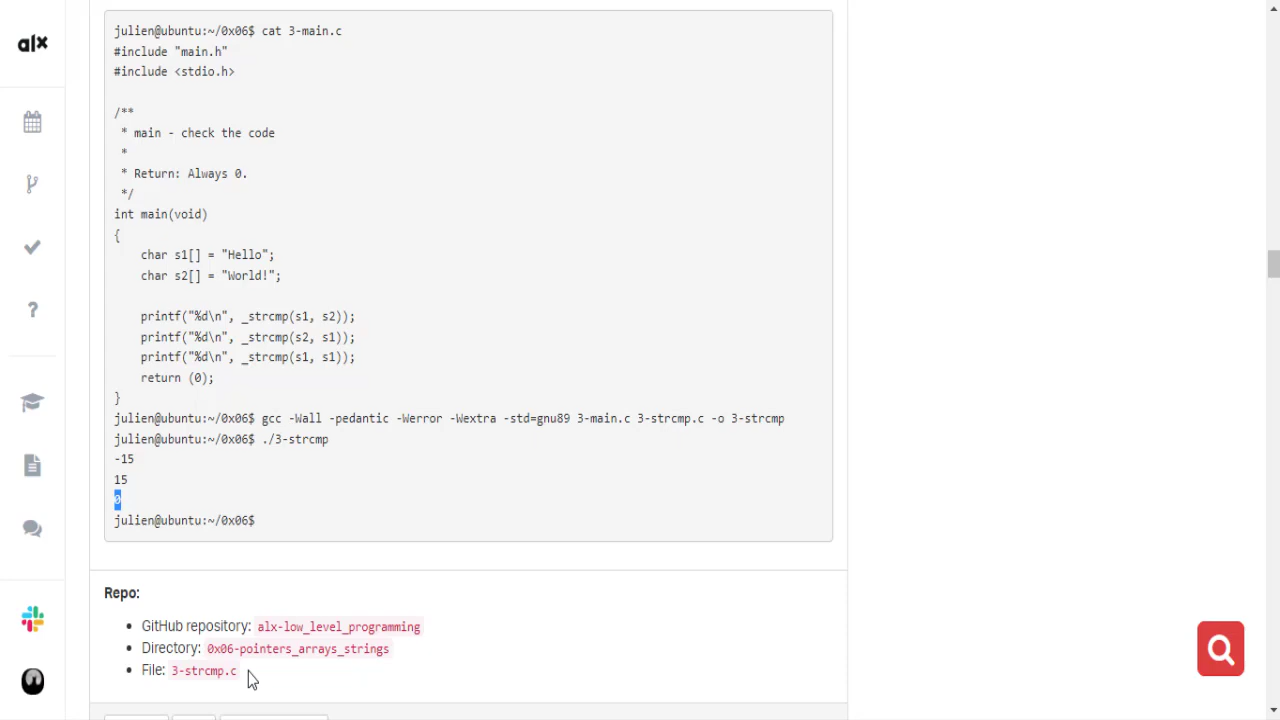 alx
julien@ubuntu:~/0x06$ cat 3-main.c
#include "main.h"
#include <stdio.h>
/**
 * main - check the code
 *
 * Return: Always 0.
 */
int main(void)
{
    char s1[] = "Hello";
    char s2[] = "World!";
    printf("%d\n", _strcmp(s1, s2));
    printf("%d\n", _strcmp(s2, s1));
    printf("%d\n", _strcmp(s1, s1));
    return (0);
}
julien@ubuntu:~/0x06$ gcc -Wall -pedantic -Werror -Wextra -std=gnu89 3-main.c 3-strcmp.c -o 3-strcmp
julien@ubuntu:~/0x06$ ./3-strcmp
-15
15
0
julien@ubuntu:~/0x06$
Repo:
• GitHub repository: alx-low_level_programming
• Directory: 0x06-pointers_arrays_strings
• File: 3-strcmp.c